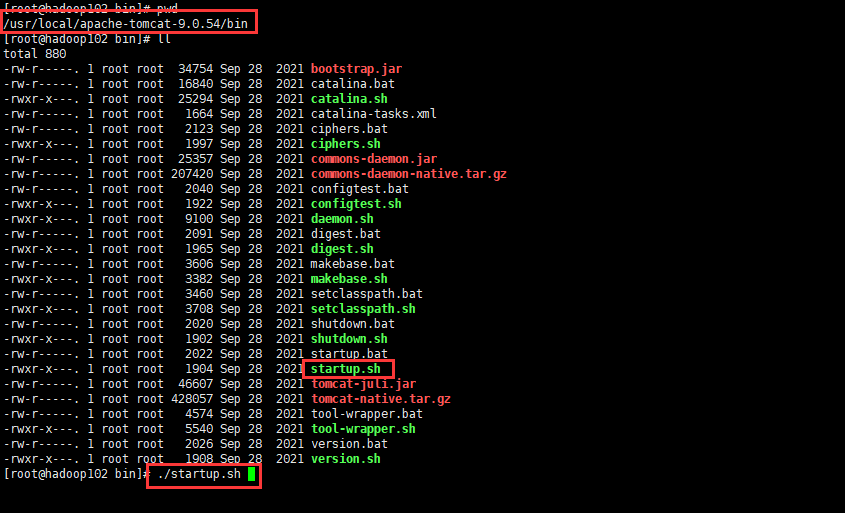 [root@hadoop102 bin]# pwd
/usr/local/apache-tomcat-9.0.54/bin
[root@hadoop102 bin]# ll
total 880
-rw-r-----. 1 root root  34754 Sep 28  2021 bootstrap.jar
-rw-r-----. 1 root root  16840 Sep 28  2021 catalina.bat
-rwxr-x---. 1 root root  25294 Sep 28  2021 catalina.sh
-rw-r-----. 1 root root   1664 Sep 28  2021 catalina-tasks.xml
-rw-r-----. 1 root root   2123 Sep 28  2021 ciphers.bat
-rwxr-x---. 1 root root   1997 Sep 28  2021 ciphers.sh
-rw-r-----. 1 root root  25357 Sep 28  2021 commons-daemon.jar
-rw-r-----. 1 root root 207420 Sep 28  2021 commons-daemon-native.tar.gz
-rw-r-----. 1 root root   2040 Sep 28  2021 configtest.bat
-rwxr-x---. 1 root root   1922 Sep 28  2021 configtest.sh
-rwxr-x---. 1 root root   9100 Sep 28  2021 daemon.sh
-rw-r-----. 1 root root   2091 Sep 28  2021 digest.bat
-rwxr-x---. 1 root root   1965 Sep 28  2021 digest.sh
-rw-r-----. 1 root root   3606 Sep 28  2021 makebase.bat
-rwxr-x---. 1 root root   3382 Sep 28  2021 makebase.sh
-rw-r-----. 1 root root   3460 Sep 28  2021 setclasspath.bat
-rwxr-x---. 1 root root   3708 Sep 28  2021 setclasspath.sh
-rw-r-----. 1 root root   2020 Sep 28  2021 shutdown.bat
-rwxr-x---. 1 root root   1902 Sep 28  2021 shutdown.sh
-rw-r-----. 1 root root   2022 Sep 28  2021 startup.bat
-rwxr-x---. 1 root root   1904 Sep 28  2021 startup.sh
-rw-r-----. 1 root root  46607 Sep 28  2021 tomcat-juli.jar
-rw-r-----. 1 root root 428057 Sep 28  2021 tomcat-native.tar.gz
-rw-r-----. 1 root root   4574 Sep 28  2021 tool-wrapper.bat
-rwxr-x---. 1 root root   5540 Sep 28  2021 tool-wrapper.sh
-rw-r-----. 1 root root   2026 Sep 28  2021 version.bat
-rwxr-x---. 1 root root   1908 Sep 28  2021 version.sh
[root@hadoop102 bin]# ./startup.sh